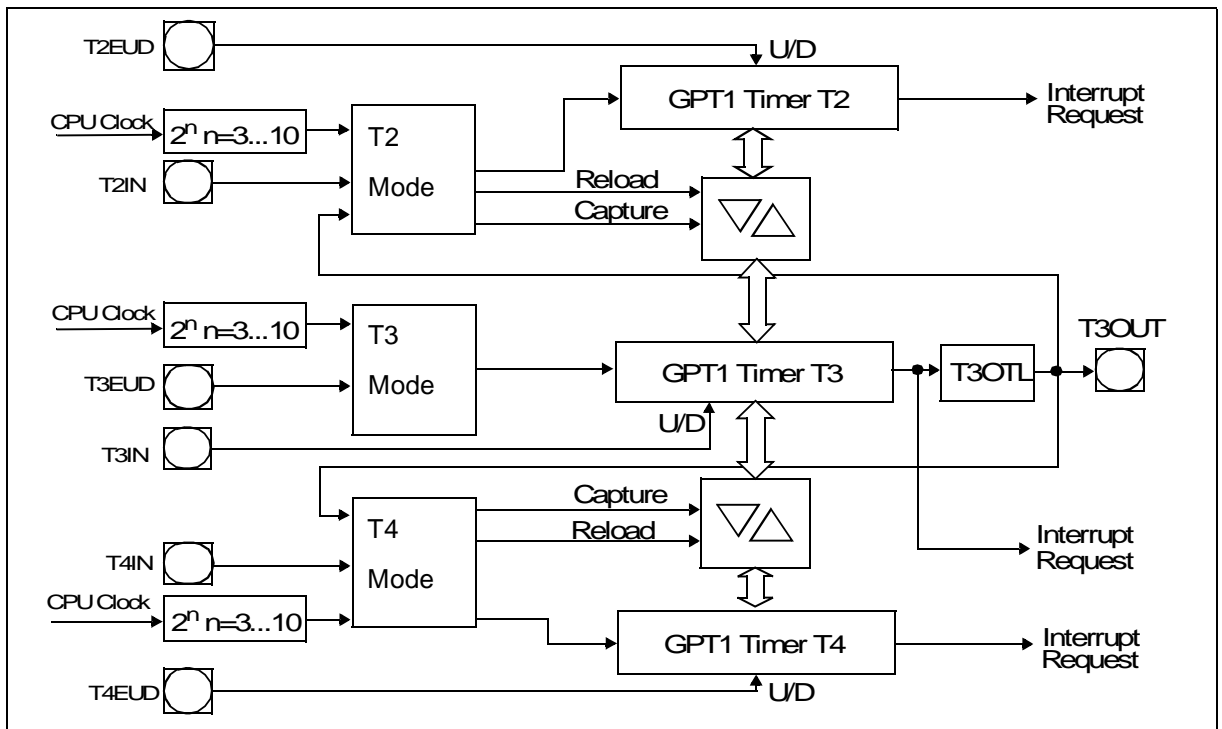 T2EUD
U/D
GPT1 Timer T2
Interrupt
Request
CPU Clock
2ⁿ n=3...10
T2
Mode
T2IN
Reload
Capture
CPU Clock
2ⁿ n=3...10
T3
Mode
T3OUT
T3EUD
GPT1 Timer T3
T3OTL
U/D
T3IN
Capture
T4
Mode
Reload
Interrupt
Request
T4IN
CPU Clock
2ⁿ n=3...10
GPT1 Timer T4
Interrupt
Request
T4EUD
U/D